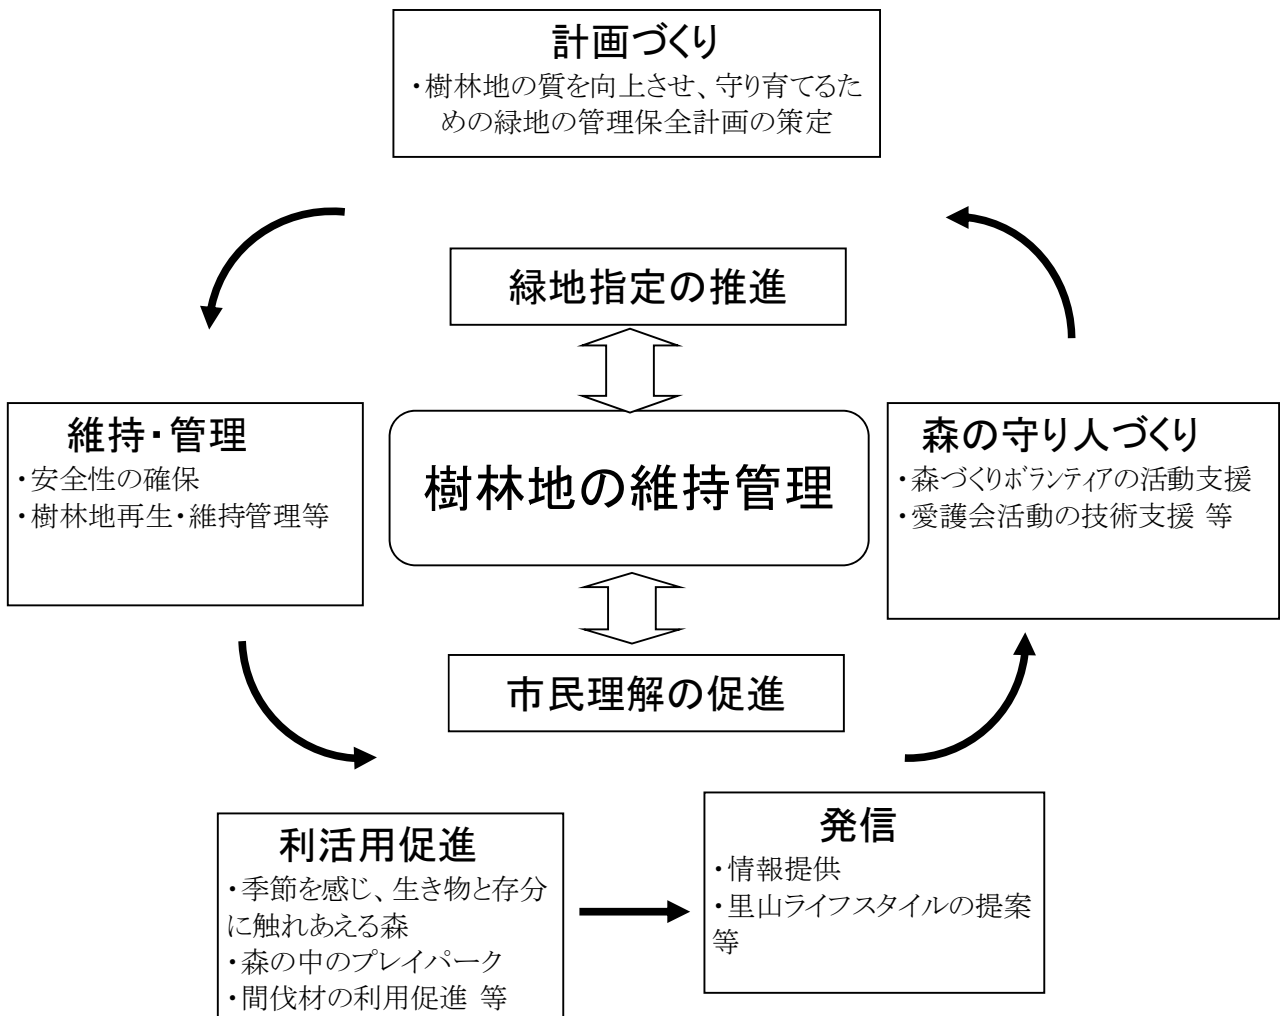 計画づくり
・樹林地の質を向上させ、守り育てるた
めの緑地の管理保全計画の策定
緑地指定の推進
維持・管理
・安全性の確保
・樹林地再生・維持管理等
樹林地の維持管理
森の守り人づくり
・森づくりボランティアの活動支援
・愛護会活動の技術支援 等
市民理解の促進
利活用促進
・季節を感じ、生き物と存分
に触れあえる森
・森の中のプレイパーク
・間伐材の利用促進 等
発信
・情報提供
・里山ライフスタイルの提案
等